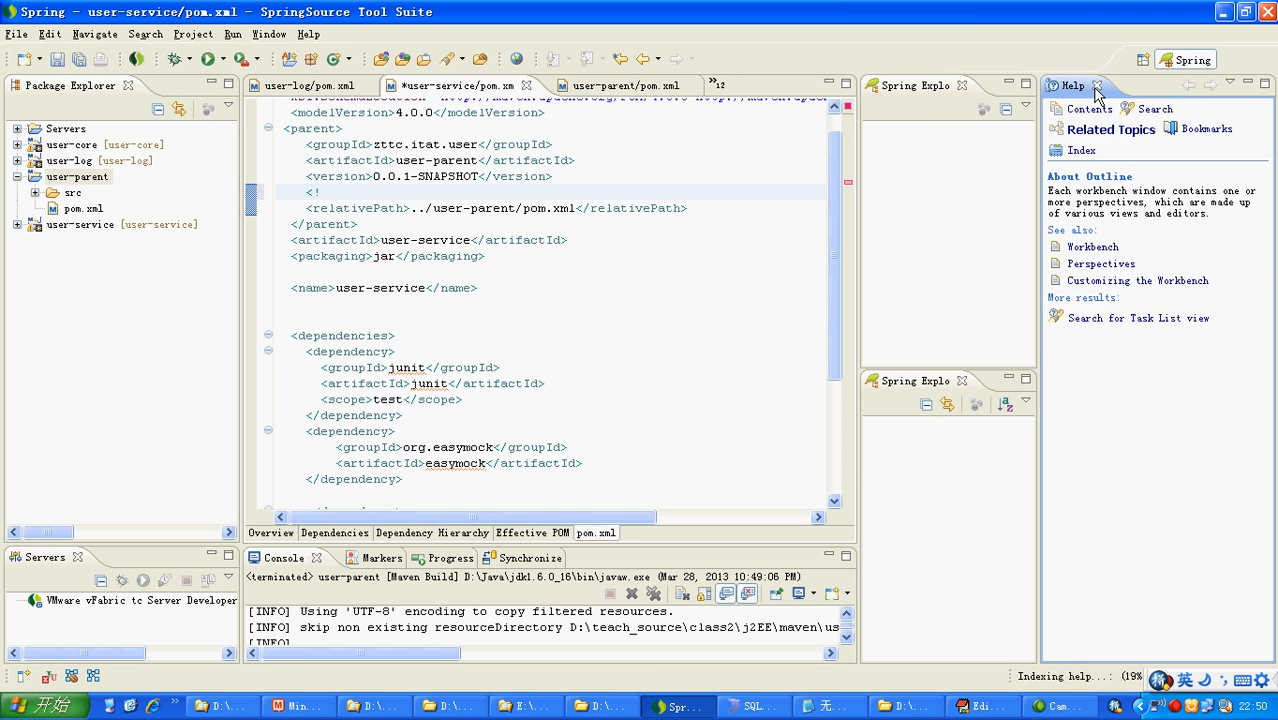 Spring - user-service/pom.xml - SpringSource Tool Suite
File Edit Navigate Search Project Run Window Help
Spring
Package Explorer
Servers
user-core [user-core]
user-log [user-log]
user-parent
src
pom.xml
user-service [user-service]
user-log/pom.xml
*user-service/pom.xm
user-parent/pom.xml
»12
<modelVersion>4.0.0</modelVersion>
<parent>
<groupId>zttc.itat.user</groupId>
<artifactId>user-parent</artifactId>
<version>0.0.1-SNAPSHOT</version>
<!
<relativePath>../user-parent/pom.xml</relativePath>
</parent>
<artifactId>user-service</artifactId>
<packaging>jar</packaging>
<name>user-service</name>
<dependencies>
<dependency>
<groupId>junit</groupId>
<artifactId>junit</artifactId>
<scope>test</scope>
</dependency>
<dependency>
<groupId>org.easymock</groupId>
<artifactId>easymock</artifactId>
</dependency>
Overview Dependencies Dependency Hierarchy Effective POM pom.xml
Spring Explo
Spring Explo
Help
Contents Search
Related Topics Bookmarks
Index
About Outline
Each workbench window contains one or
more perspectives, which are made up
of various views and editors.
See also:
Workbench
Perspectives
Customizing the Workbench
More results:
Search for Task List view
Servers
VMware vFabric tc Server Developer
Console Markers Progress Synchronize
<terminated> user-parent [Maven Build] D:\Java\jdk1.6.0_16\bin\javaw.exe (Mar 28, 2013 10:49:06 PM)
[INFO] Using 'UTF-8' encoding to copy filtered resources.
[INFO] skip non existing resourceDirectory D:\teach_source\class2\j2EE\maven\us
[INFO]
Indexing help...: (19%
英
开始 D:\... Min... D:\... D:\... E:\... D:\... Spr... SQL... 无... D:\... Edi... Cam... 22:50